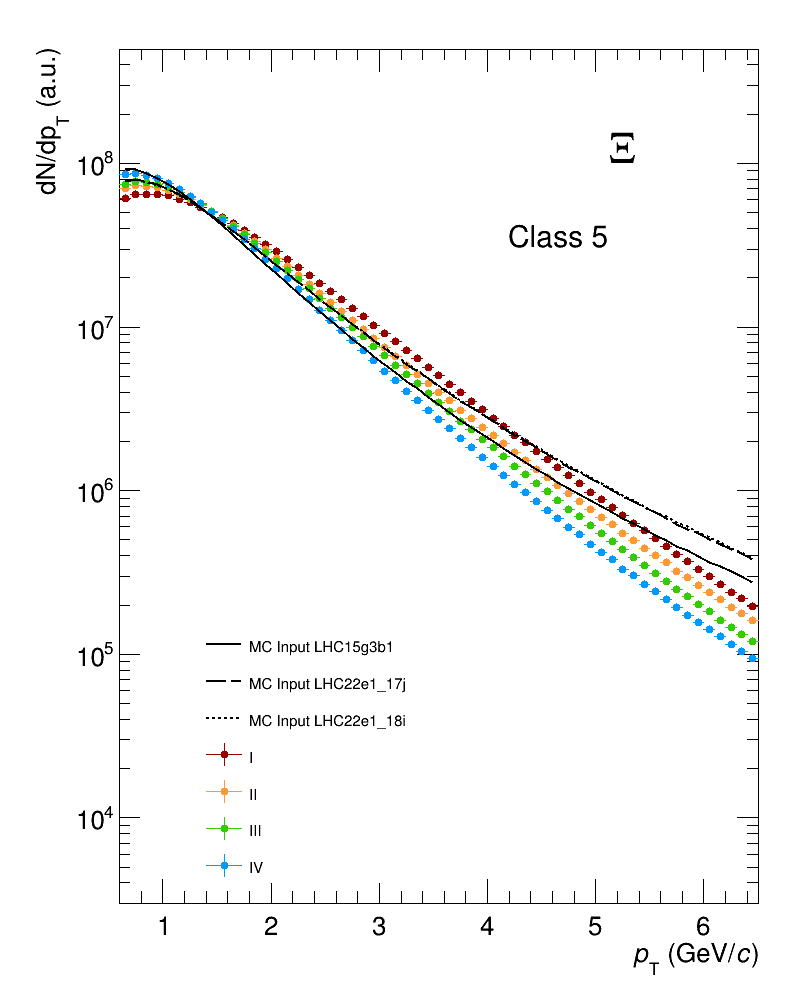 dN/dp_T (a.u.)
10^8
10^7
10^6
10^5
10^4
Ξ
Class 5
MC Input LHC15g3b1
MC Input LHC22e1_17j
MC Input LHC22e1_18i
I
II
III
IV
1 2 3 4 5 6
p_T (GeV/c)